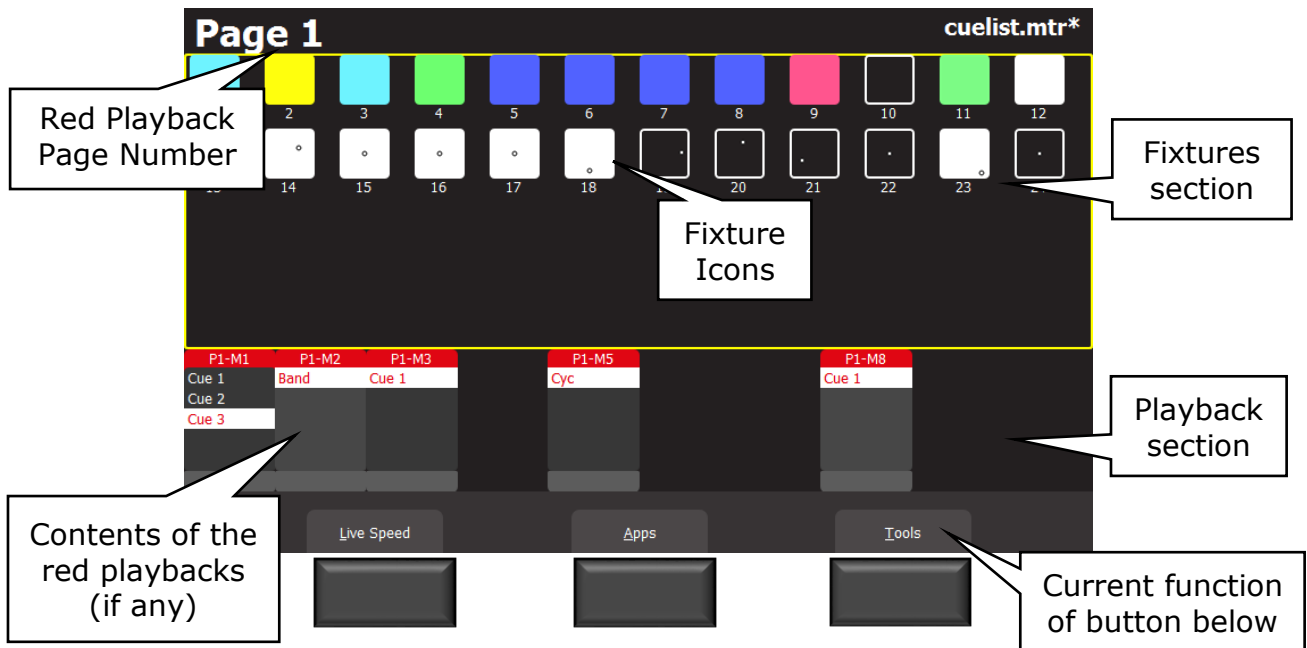 Page 1
cuelist.mtr*
Red Playback
Page Number
2 3 4 5 6 7 8 9 10 11 12
14 15 16 17 18 20 21 22 23
Fixtures
section
Fixture
Icons
P1-M1 P1-M2 P1-M3 P1-M5 P1-M8
Cue 1 Band Cue 1 Cyc Cue 1
Cue 2
Cue 3
Playback
section
Contents of the
red playbacks
(if any)
Live Speed Apps Tools
Current function
of button below